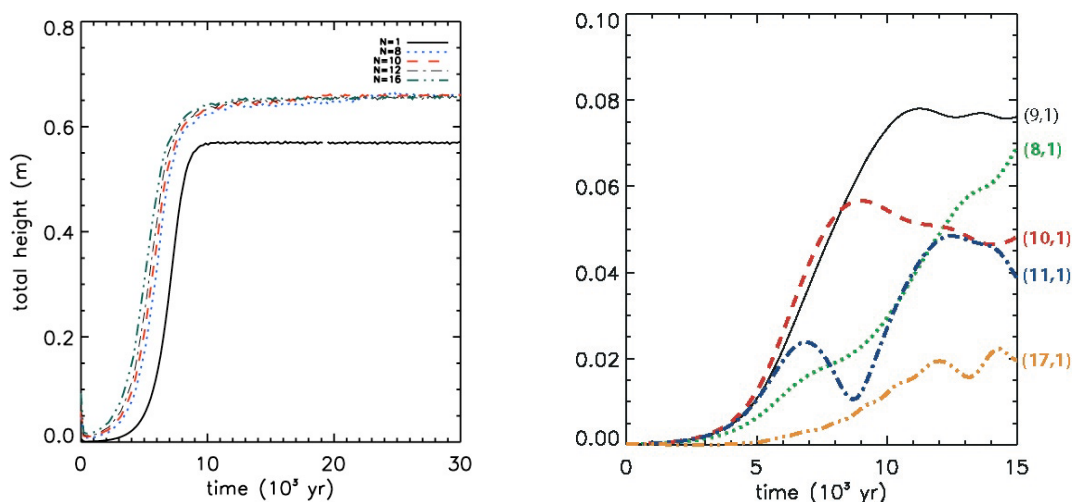 0.8
0.6
0.4
0.2
0.0
total height (m)
N=1
N=8
N=10
N=12
N=16
0 10 20 30
time (10³ yr)
0.10
0.08
0.06
0.04
0.02
0.00
(9,1)
(8,1)
(10,1)
(11,1)
(17,1)
0 5 10 15
time (10³ yr)